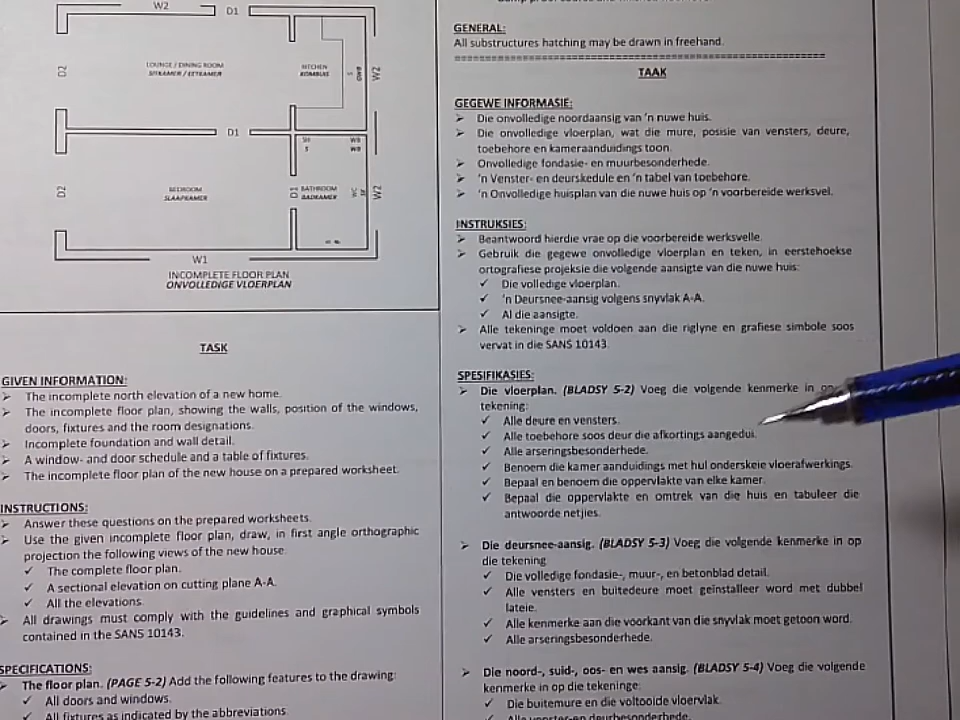 W2
D1
D2
LOUNGE / DINING ROOM
SITKAMER / EETKAMER
KITCHEN
KOMBUIS
S
W2
D1
SH
WB
S
WB
D2
BEDROOM
SLAAPKAMER
D1
BATHROOM
BADKAMER
WC
W2
W1
INCOMPLETE FLOOR PLAN
ONVOLLEDIGE VLOERPLAN
TASK
GIVEN INFORMATION:
➢ The incomplete north elevation of a new home.
➢ The incomplete floor plan, showing the walls, position of the windows,
doors, fixtures and the room designations.
➢ Incomplete foundation and wall detail.
➢ A window- and door schedule and a table of fixtures.
➢ The incomplete floor plan of the new house on a prepared worksheet.
INSTRUCTIONS:
➢ Answer these questions on the prepared worksheets.
➢ Use the given incomplete floor plan, draw, in first angle orthographic
projection the following views of the new house.
✓ The complete floor plan.
✓ A sectional elevation on cutting plane A-A.
✓ All the elevations.
➢ All drawings must comply with the guidelines and graphical symbols
contained in the SANS 10143.
SPECIFICATIONS:
➢ The floor plan. (PAGE 5-2) Add the following features to the drawing:
✓ All doors and windows.
✓ All fixtures as indicated by the abbreviations.
GENERAL:
All substructures hatching may be drawn in freehand.
TAAK
GEGEWE INFORMASIE:
➢ Die onvolledige noordaansig van 'n nuwe huis.
➢ Die onvolledige vloerplan, wat die mure, posisie van vensters, deure,
toebehore en kameraanduidings toon.
➢ Onvolledige fondasie- en muurbesonderhede.
➢ 'n Venster- en deurskedule en 'n tabel van toebehore.
➢ 'n Onvolledige huisplan van die nuwe huis op 'n voorbereide werksvel.
INSTRUKSIES:
➢ Beantwoord hierdie vrae op die voorbereide werksvelle.
➢ Gebruik die gegewe onvolledige vloerplan en teken, in eerstehoekse
ortografiese projeksie die volgende aansigte van die nuwe huis:
✓ Die volledige vloerplan.
✓ 'n Deursnee-aansig volgens snyvlak A-A.
✓ Al die aansigte.
➢ Alle tekeninge moet voldoen aan die riglyne en grafiese simbole soos
vervat in die SANS 10143.
SPESIFIKASIES:
➢ Die vloerplan. (BLADSY 5-2) Voeg die volgende kenmerke in
tekening:
✓ Alle deure en vensters.
✓ Alle toebehore soos deur die afkortings aangedui.
✓ Alle arseringsbesonderhede.
✓ Benoem die kamer aanduidings met hul onderskeie vloerafwerkings.
✓ Bepaal en benoem die oppervlakte van elke kamer.
✓ Bepaal die oppervlakte en omtrek van die huis en tabuleer die
antwoorde netjies.
➢ Die deursnee-aansig. (BLADSY 5-3) Voeg die volgende kenmerke in op
die tekening
✓ Die volledige fondasie-, muur-, en betonblad detail.
✓ Alle vensters en buitedeure moet geïnstalleer word met dubbel
lateie.
✓ Alle kenmerke aan die voorkant van die snyvlak moet getoon word.
✓ Alle arseringsbesonderhede.
➢ Die noord-, suid-, oos- en wes aansig. (BLADSY 5-4) Voeg die volgende
kenmerke in op die tekeninge:
✓ Die buitemure en die voltooide vloervlak.
✓ Alle venster-en deurbesonderhede.